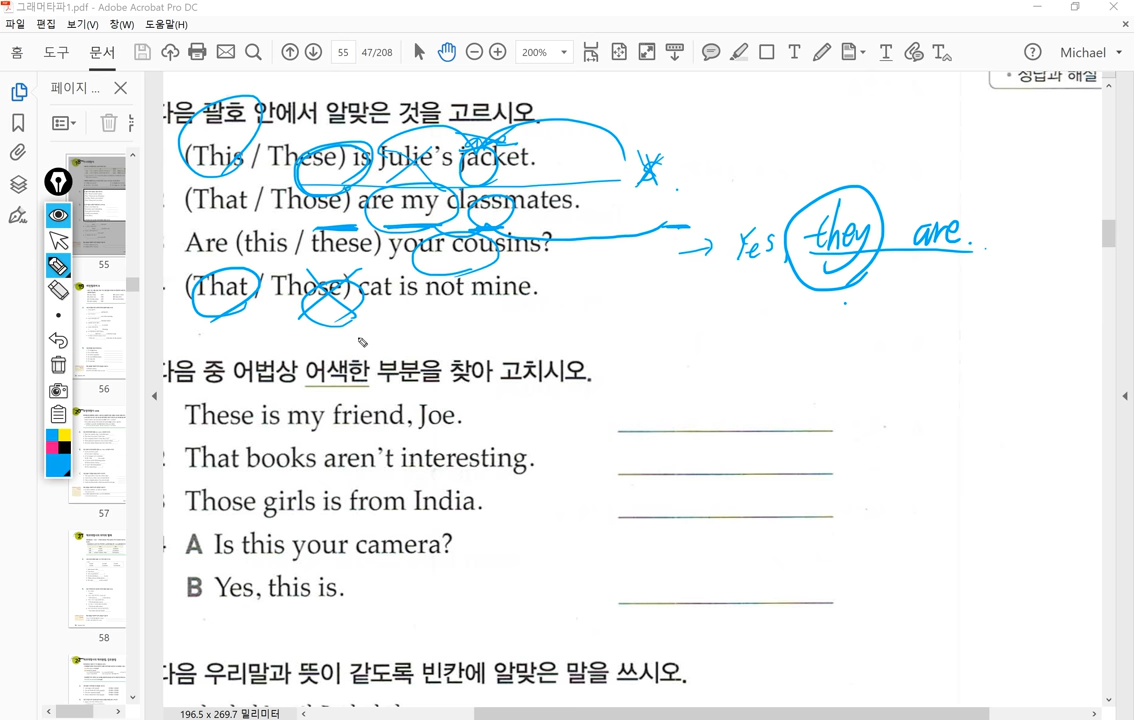 그래머타파1.pdf - Adobe Acrobat Pro DC
파일 편집 보기(V) 창(W) 도움말(H)
홈 도구 문서 55 47/208 200% Michael
페이지 ...
55
56
57
58
정답과 해설
다음 괄호 안에서 알맞은 것을 고르시오.
(This / These) is Julie's jacket.
(That / Those) are my classmates.
Are (this / these) your cousins?
→ Yes, they are.
(That / Those) cat is not mine.
다음 중 어법상 어색한 부분을 찾아 고치시오.
These is my friend, Joe.
That books aren't interesting.
Those girls is from India.
A Is this your camera?
B Yes, this is.
다음 우리말과 뜻이 같도록 빈칸에 알맞은 말을 쓰시오.
196.5 x 269.7 밀리미터